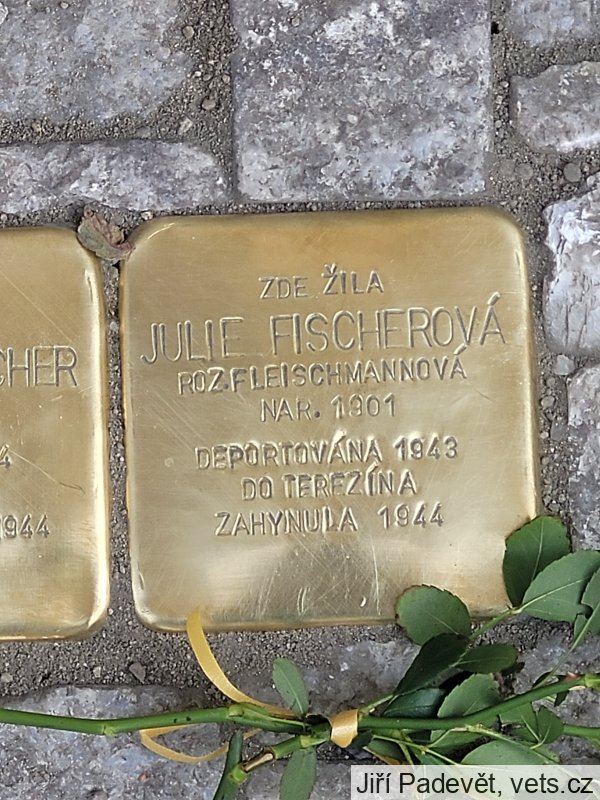 ZDE ŽILA
JULIE FISCHEROVÁ
ROZ.FLEISCHMANNOVÁ
NAR. 1901
DEPORTOVÁNA 1943
DO TEREZÍNA
ZAHYNULA 1944
CHER
4
1944
Jiří Padevět, vets.cz